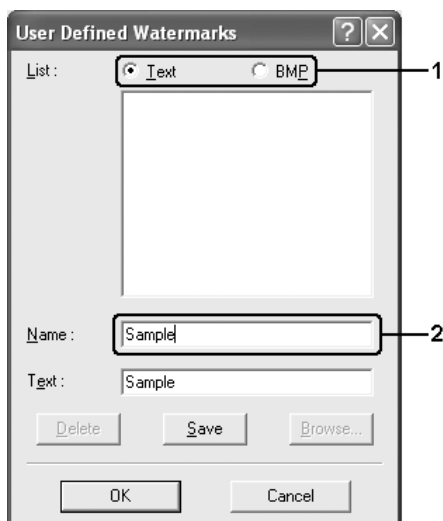 User Defined Watermarks
List : Text BMP 1
Name : Sample 2
Text : Sample
Delete Save Browse...
OK Cancel